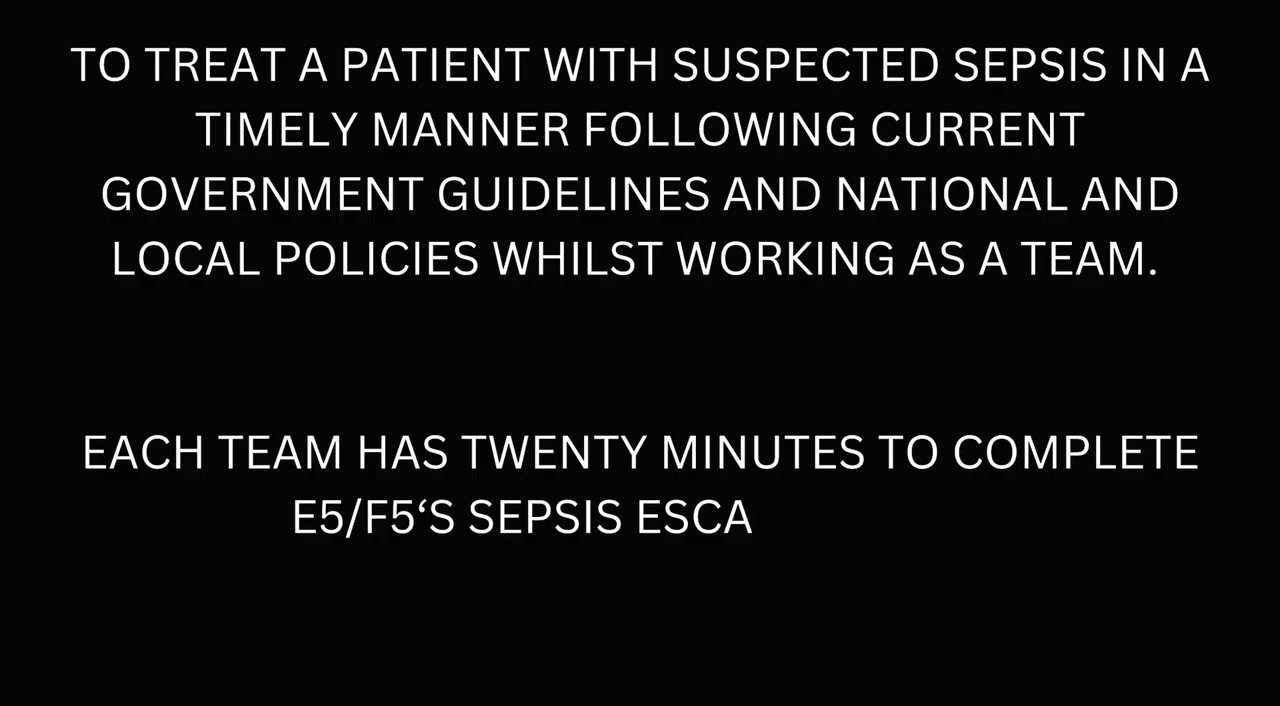 TO TREAT A PATIENT WITH SUSPECTED SEPSIS IN A
TIMELY MANNER FOLLOWING CURRENT
GOVERNMENT GUIDELINES AND NATIONAL AND
LOCAL POLICIES WHILST WORKING AS A TEAM.
EACH TEAM HAS TWENTY MINUTES TO COMPLETE
E5/F5‘S SEPSIS ESCA